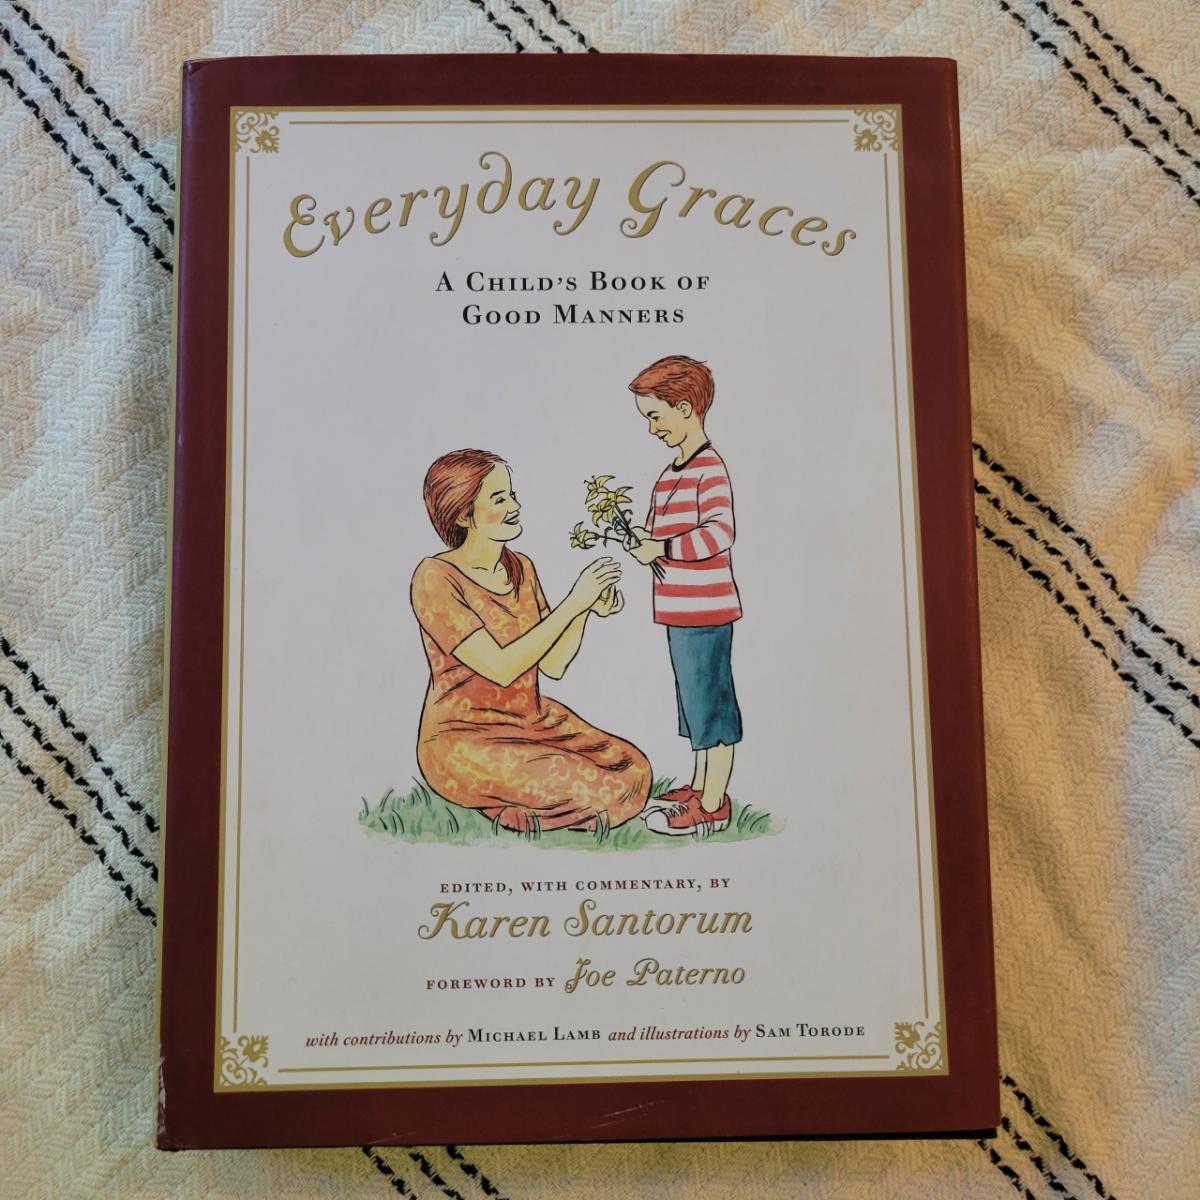 Everyday Graces
A Child's Book of
Good Manners
Edited, with commentary, by
Karen Santorum
Foreword by Joe Paterno
with contributions by Michael Lamb and illustrations by Sam Torode